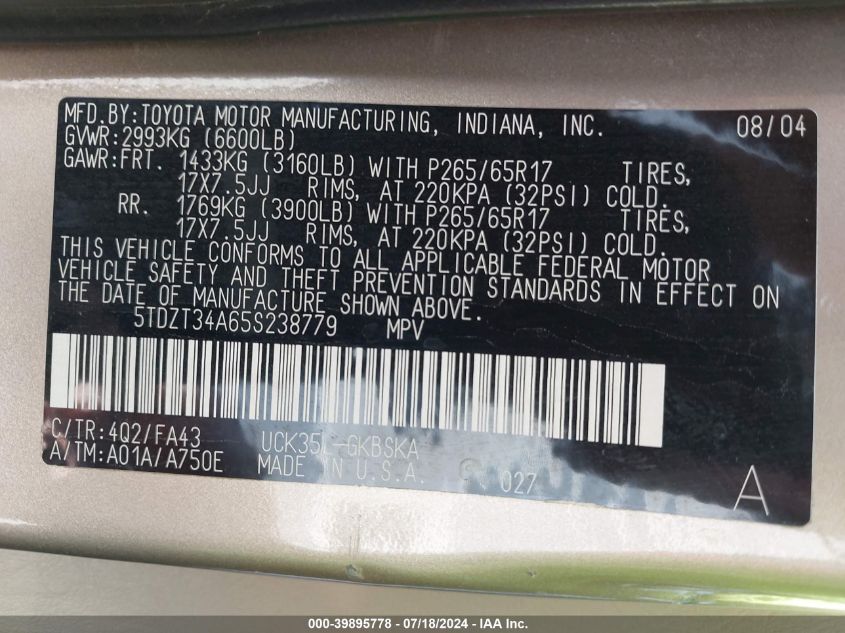 MFD.BY:TOYOTA MOTOR MANUFACTURING, INDIANA, INC. 08/04
GVWR:2993KG (6600LB)
GAWR:FRT. 1433KG (3160LB) WITH P265/65R17 TIRES,
17X7.5JJ RIMS, AT 220KPA (32PSI) COLD.
RR. 1769KG (3900LB) WITH P265/65R17 TIRES,
17X7.5JJ RIMS, AT 220KPA (32PSI) COLD.
THIS VEHICLE CONFORMS TO ALL APPLICABLE FEDERAL MOTOR
VEHICLE SAFETY AND THEFT PREVENTION STANDARDS IN EFFECT ON
THE DATE OF MANUFACTURE SHOWN ABOVE.
5TDZT34A65S238779 MPV
C/TR:4Q2/FA43 UCK35L-GKBSKA
A/TM:A01A/A750E MADE IN U.S.A. 027 A
000-39895778 - 07/18/2024 - IAA Inc.